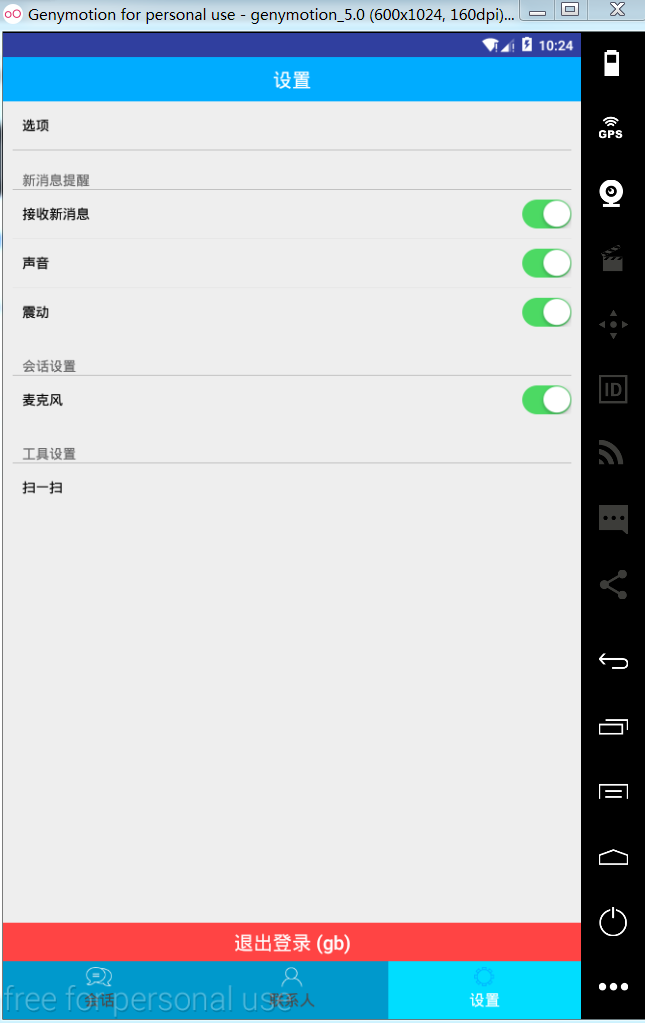 Genymotion for personal use - genymotion_5.0 (600x1024, 160dpi)...
10:24
设置
选项
新消息提醒
接收新消息
声音
震动
会话设置
麦克风
工具设置
扫一扫
退出登录 (gb)
会话
联系人
设置
free for personal use
GPS
ID